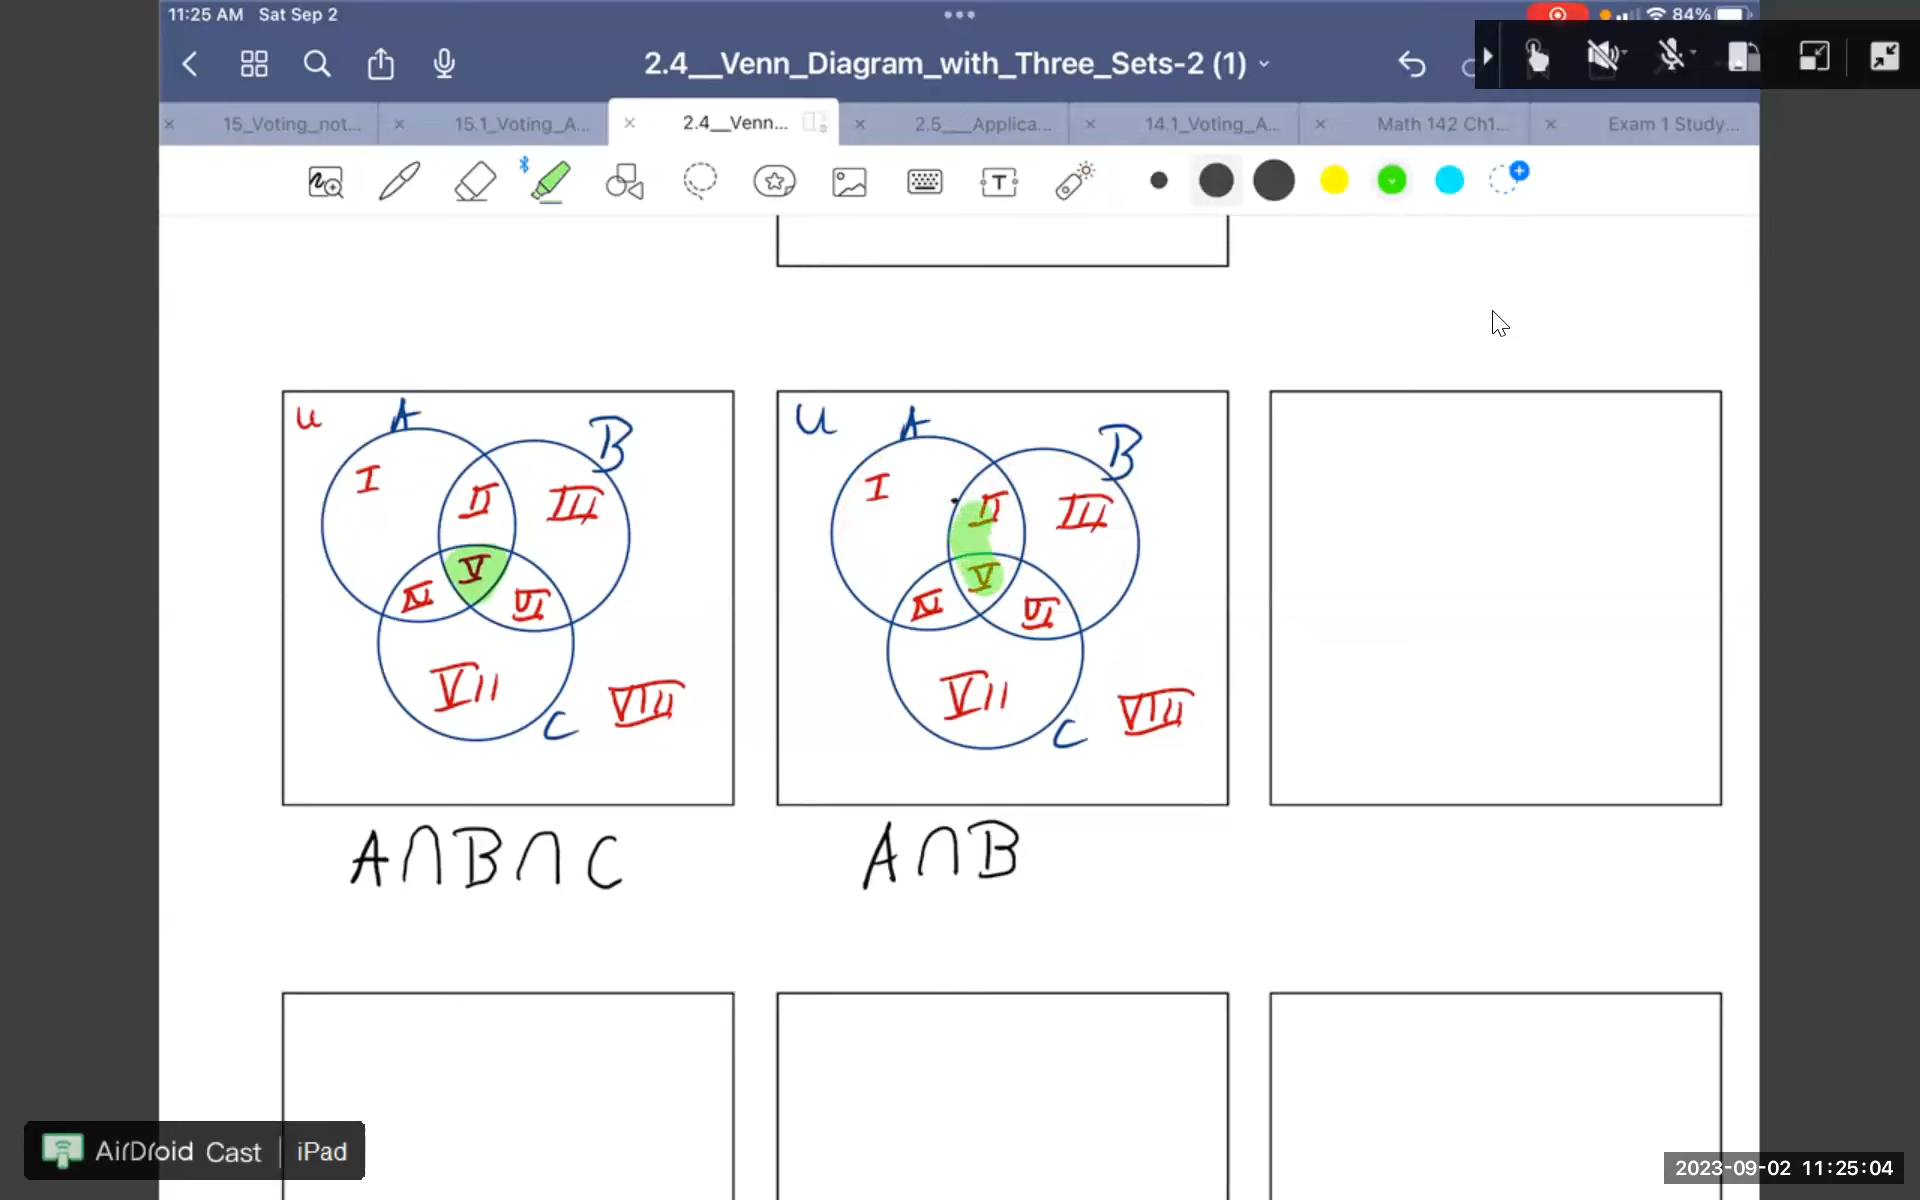 11:25 AM Sat Sep 2
84%
2.4__Venn_Diagram_with_Three_Sets-2 (1)
15_Voting_not...
15.1_Voting_A...
2.4__Venn...
2.5___Applica...
14.1_Voting_A...
Math 142 Ch1...
Exam 1 Study...
U
A
B
I
II
III
V
IV
VI
VII
VIII
C
U
A
B
I
II
III
V
IV
VI
VII
VIII
C
A∩B∩C
A∩B
AirDroid Cast | iPad
2023-09-02 11:25:04